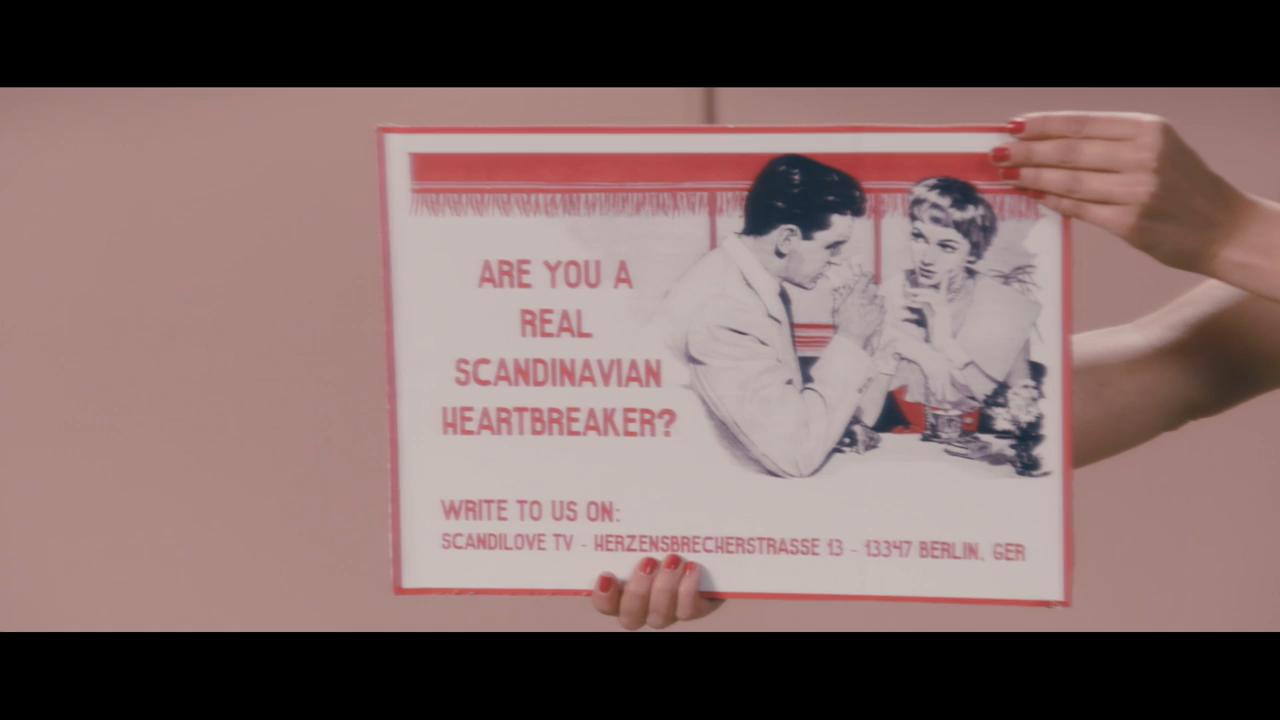 ARE YOU A
REAL
SCANDINAVIAN
HEARTBREAKER?
WRITE TO US ON:
SCANDILOVE TV - HERZENSBRECHERSTRASSE 13 - 13347 BERLIN, GER